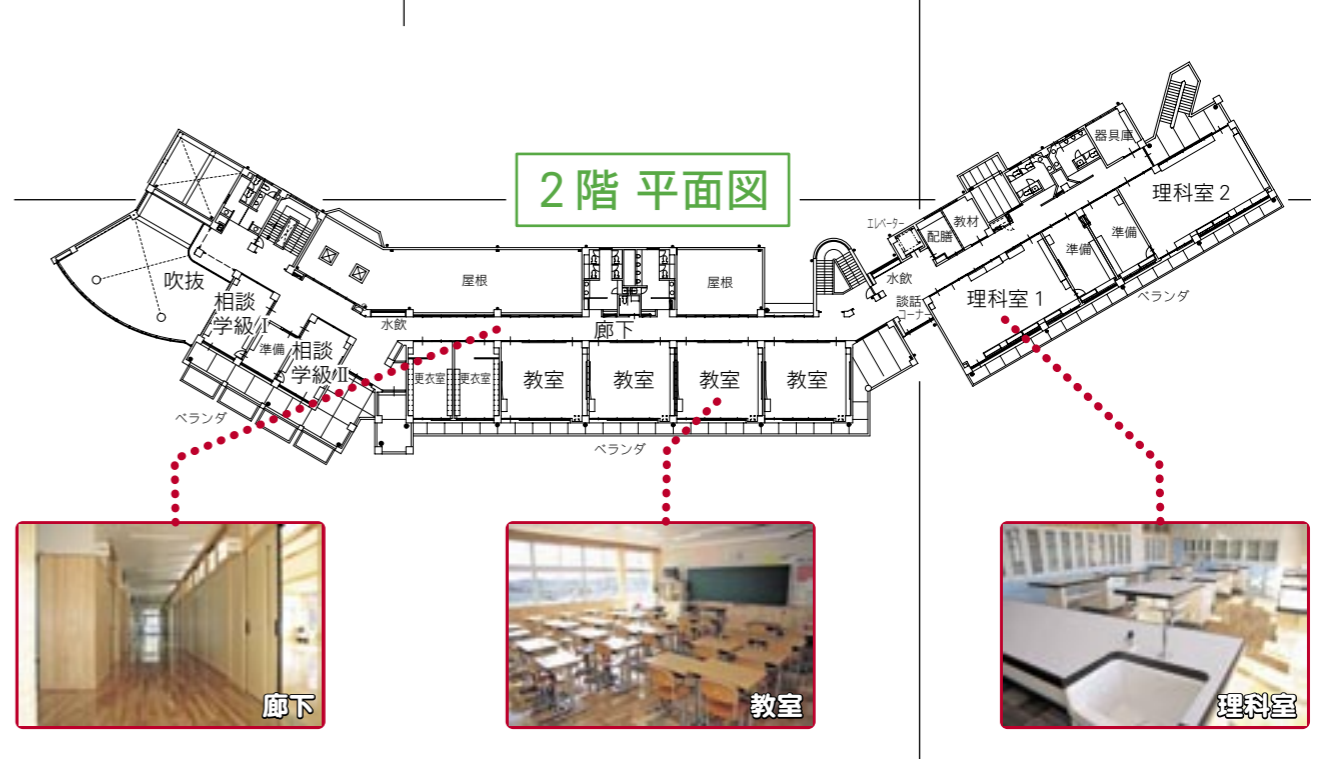 2階 平面図
器具庫
理科室2
エレベーター
教材
配膳
準備
準備
吹抜
屋根
屋根
水飲
理科室1
ベランダ
相談
学級Ⅰ
談話
コーナー
準備
水飲
廊下
相談
学級Ⅱ
更衣室
更衣室
教室
教室
教室
教室
ベランダ
ベランダ
廊下
教室
理科室